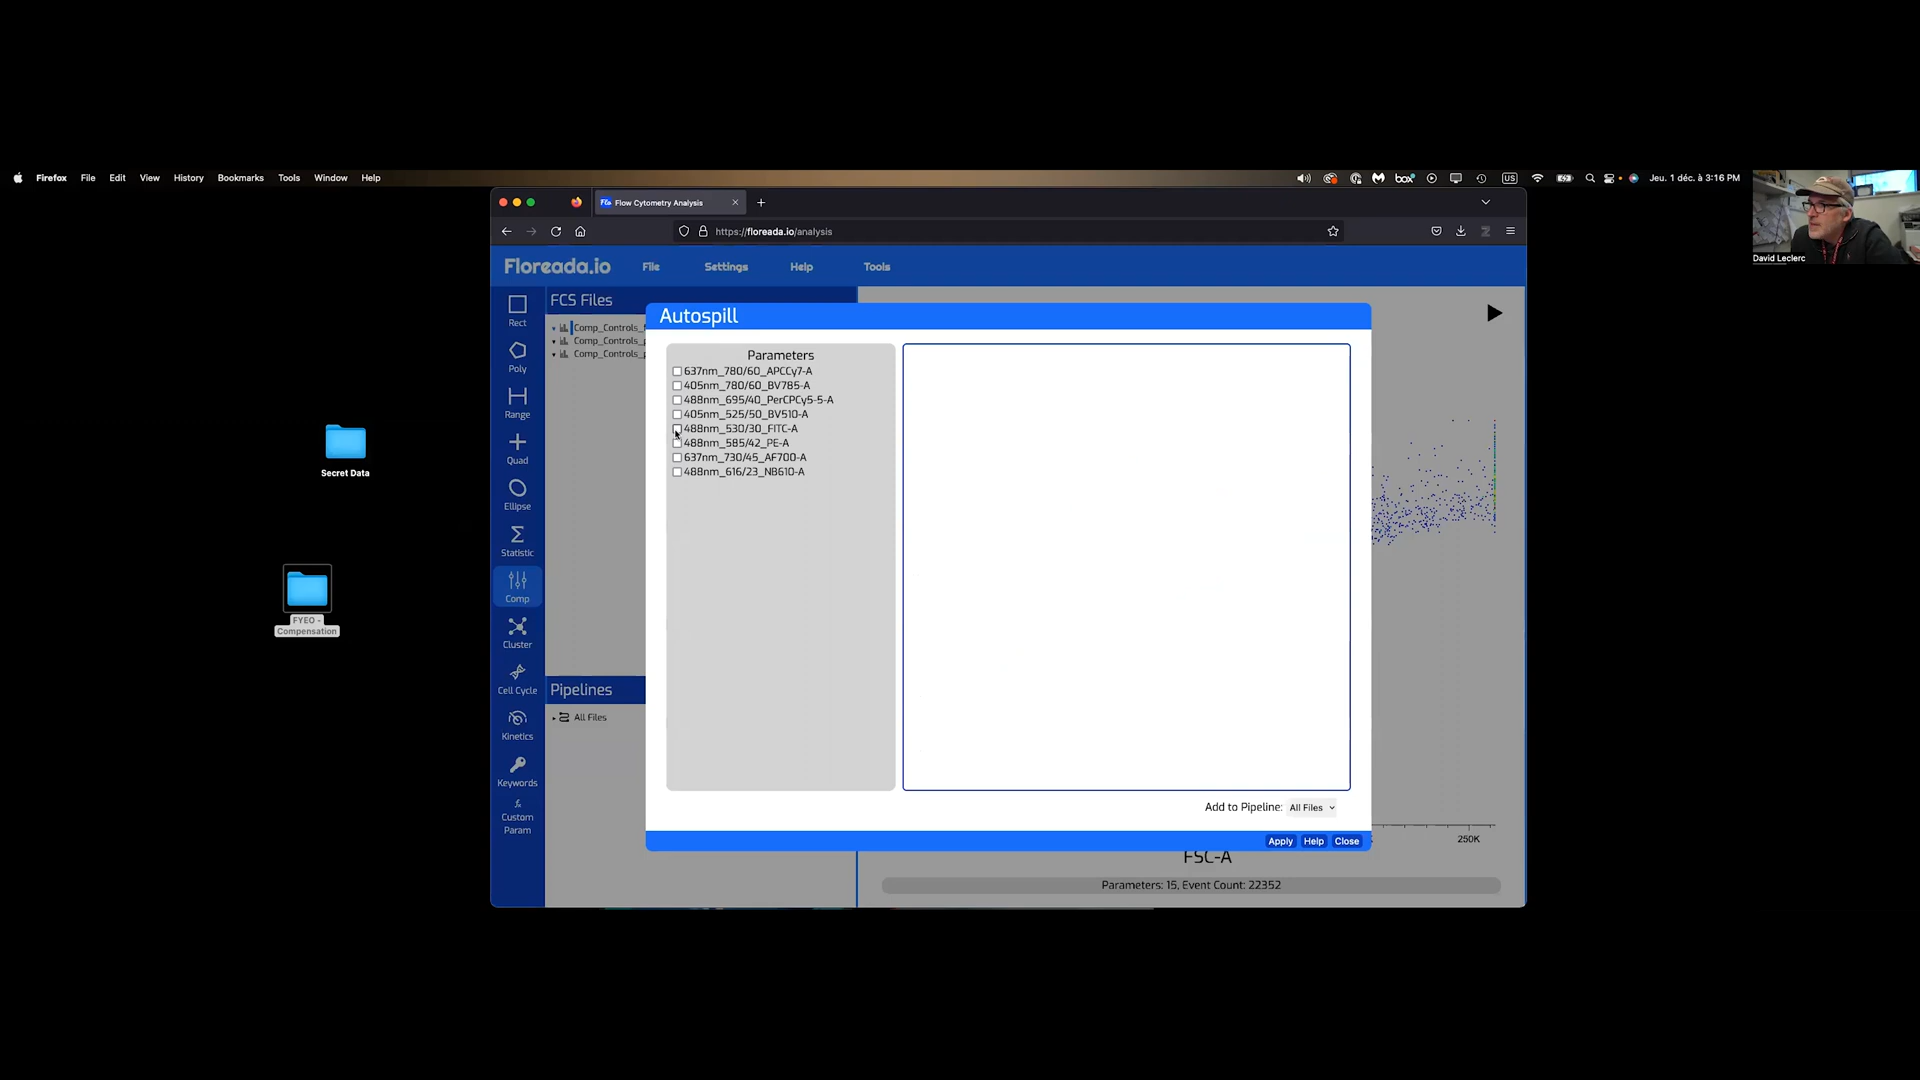 Firefox File Edit View History Bookmarks Tools Window Help
box
US
Jeu. 1 déc. à 3:16 PM
David Leclerc
Flo Flow Cytometry Analysis
https://floreada.io/analysis
Floreada.io File Settings Help Tools
Rect
Poly
Range
Quad
Ellipse
Statistic
Comp
Cluster
Cell Cycle
Kinetics
Keywords
Custom
Param
FCS Files
Comp_Controls_
Comp_Controls_
Comp_Controls_
Pipelines
All Files
Autospill
Parameters
637nm_780/60_APCCy7-A
405nm_780/60_BV785-A
488nm_695/40_PerCPCy5-5-A
405nm_525/50_BV510-A
488nm_530/30_FITC-A
488nm_585/42_PE-A
637nm_730/45_AF700-A
488nm_616/23_NB610-A
Add to Pipeline: All Files
Apply Help Close
250K
FSC-A
Parameters: 15, Event Count: 22352
Secret Data
FYEO -
Compensation